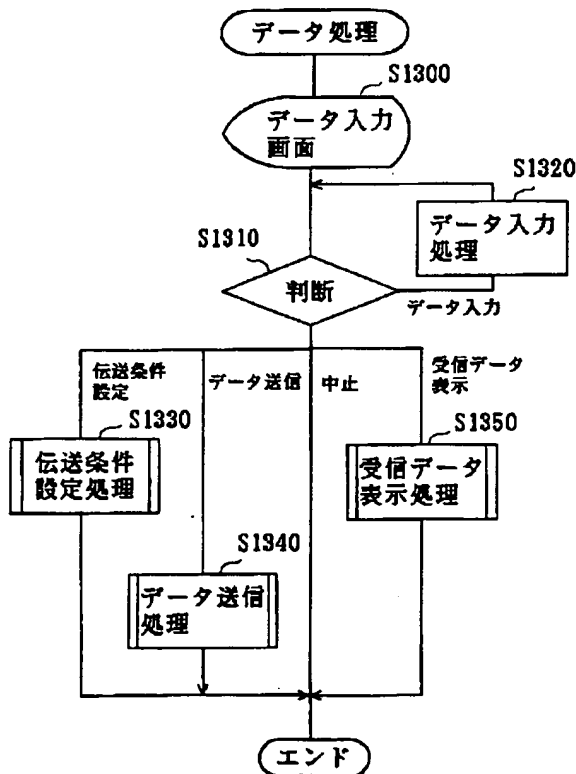 データ処理
S1300
データ入力
画面
S1320
データ入力
処理
S1310
判断
データ入力
伝送条件
設定
データ送信
中止
受信データ
表示
S1330
伝送条件
設定処理
S1350
受信データ
表示処理
S1340
データ送信
処理
エンド